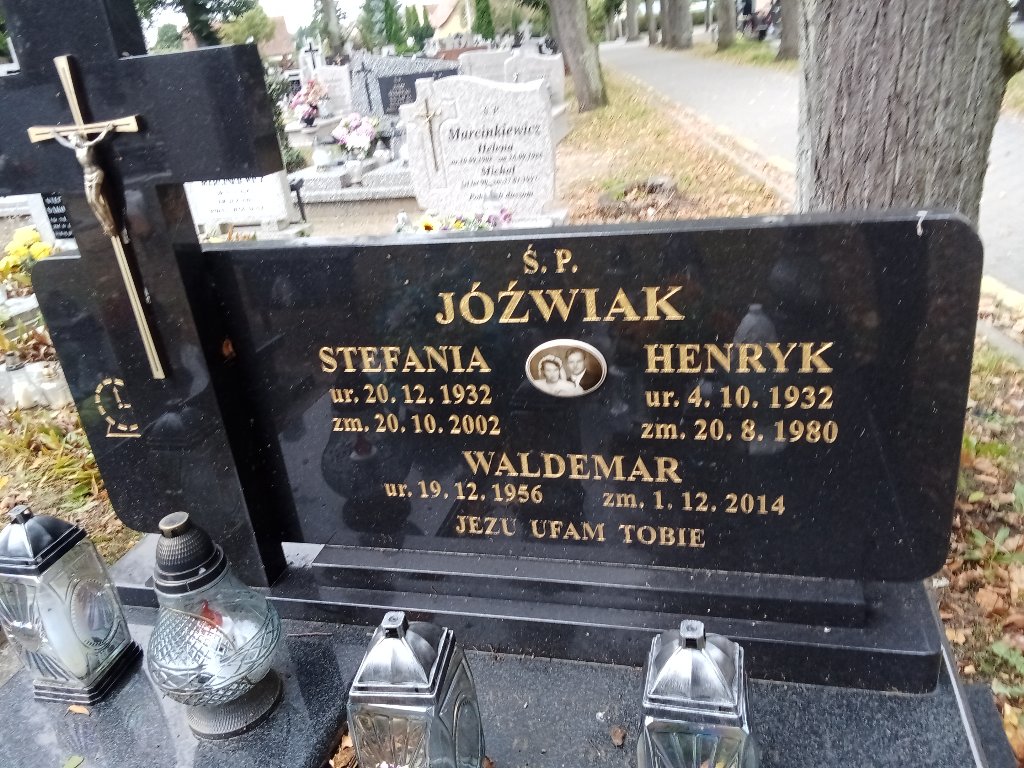 Ś. P.
JÓŹWIAK
STEFANIA
ur. 20. 12. 1932
zm. 20. 10. 2002
HENRYK
ur. 4. 10. 1932
zm. 20. 8. 1980
WALDEMAR
ur. 19. 12. 1956 zm. 1. 12. 2014
JEZU UFAM TOBIE
Ś. P.
Marcinkiewicz
Helena
Michał